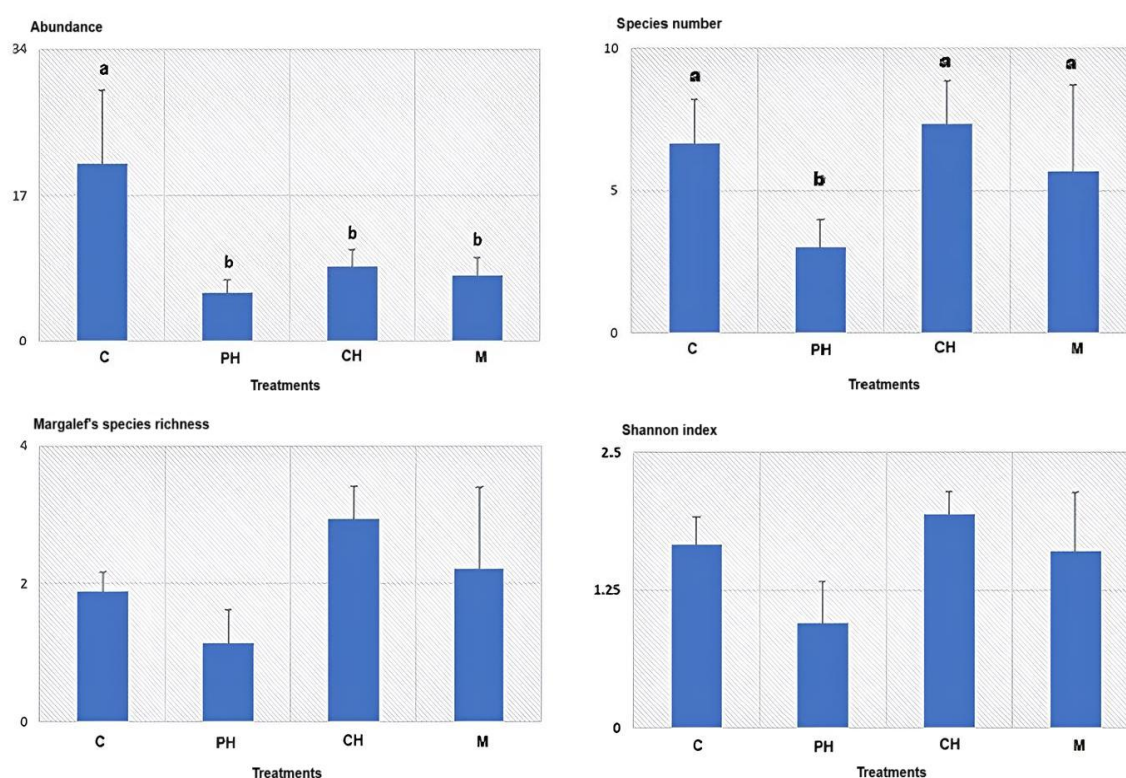 Abundance
34
17
0
a
b
b
b
C PH CH M
Treatments
Species number
10
5
0
a
b
a
a
C PH CH M
Treatments
Margalef's species richness
4
2
0
C PH CH M
Treatments
Shannon index
2.5
1.25
0
C PH CH M
Treatments